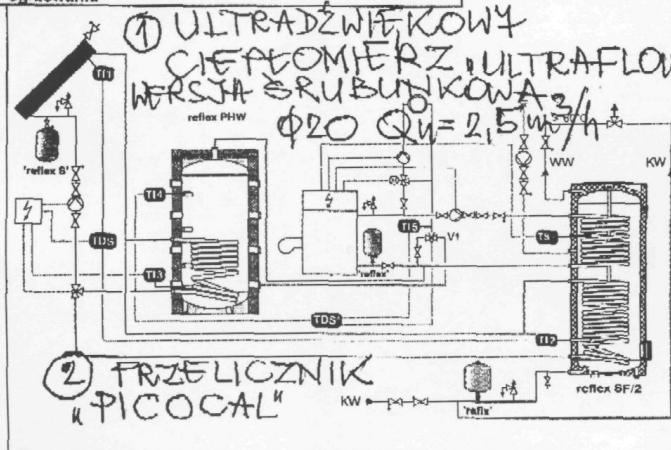 ① ULTRADŹWIĘKOWY
CIEPŁOMIERZ „ULTRAFLOW
WERSJA ŚRUBUNKOWA
Φ20 Qn = 2,5 m³/h
reflex PHW
TI1
'reflex S'
WW
KW
TI4
TDS
TI5
V1
TS
TI3
'reflex'
TDS'
TI2
② PRZELICZNIK
„PICOCAL"
KW
'refix'
reflex SF/2